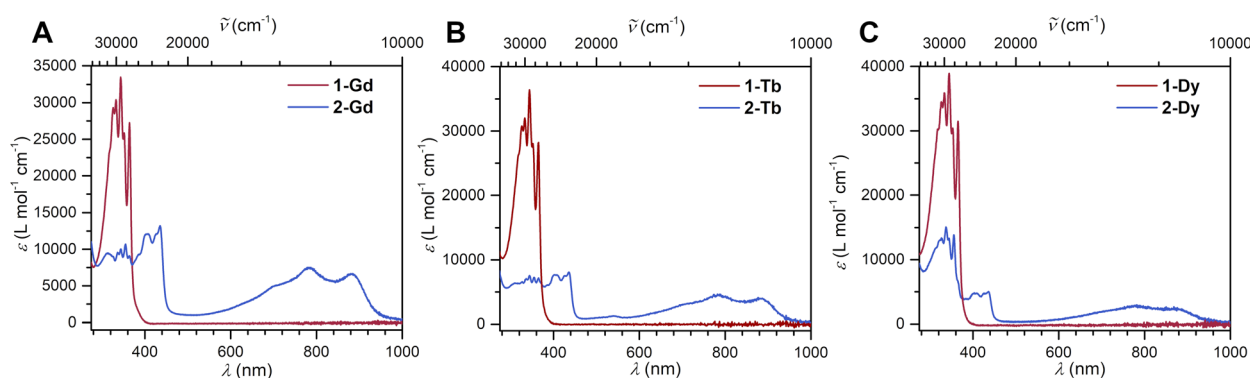 A
ν̃ (cm⁻¹)
30000 20000 10000
35000
30000
25000
20000
15000
10000
5000
0
ε (L mol⁻¹ cm⁻¹)
1-Gd
2-Gd
400 600 800 1000
λ (nm)
B
ν̃ (cm⁻¹)
30000 20000 10000
40000
30000
20000
10000
0
ε (L mol⁻¹ cm⁻¹)
1-Tb
2-Tb
400 600 800 1000
λ (nm)
C
ν̃ (cm⁻¹)
30000 20000 10000
40000
30000
20000
10000
0
ε (L mol⁻¹ cm⁻¹)
1-Dy
2-Dy
400 600 800 1000
λ (nm)